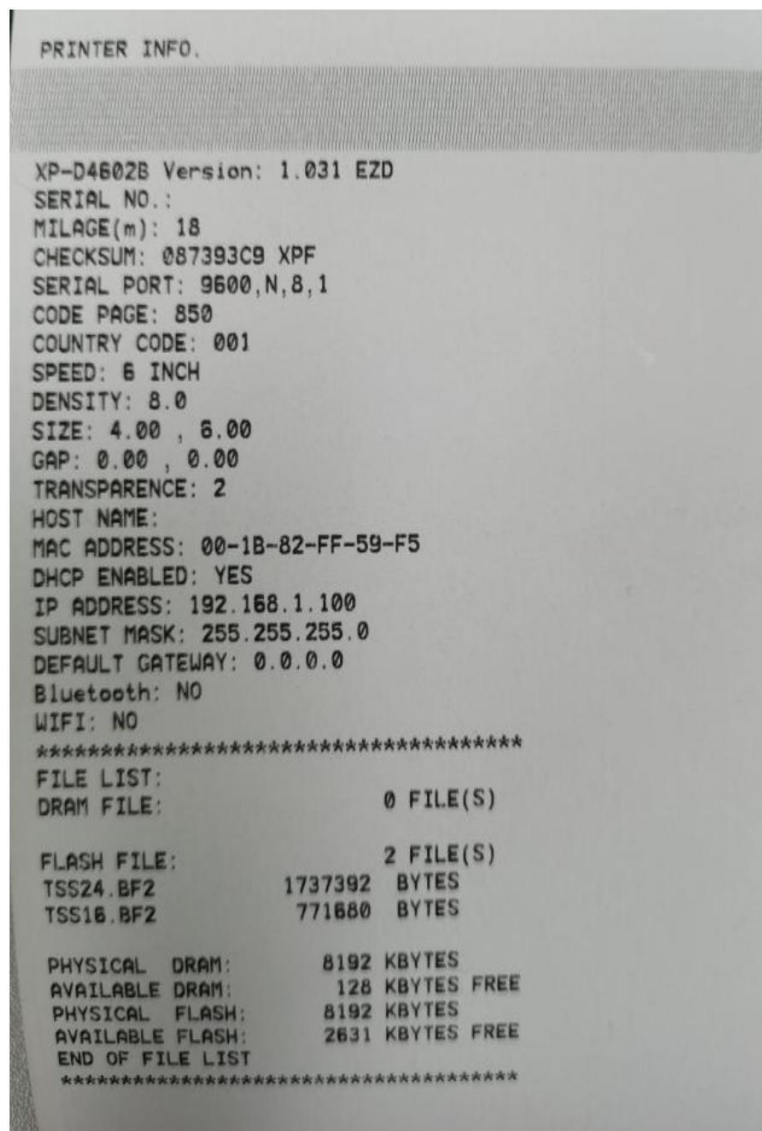 PRINTER INFO.
XP-D4602B Version: 1.031 EZD
SERIAL NO.:
MILAGE(m): 18
CHECKSUM: 087393C9 XPF
SERIAL PORT: 9600,N,8,1
CODE PAGE: 850
COUNTRY CODE: 001
SPEED: 6 INCH
DENSITY: 8.0
SIZE: 4.00 , 6.00
GAP: 0.00 , 0.00
TRANSPARENCE: 2
HOST NAME:
MAC ADDRESS: 00-1B-82-FF-59-F5
DHCP ENABLED: YES
IP ADDRESS: 192.168.1.100
SUBNET MASK: 255.255.255.0
DEFAULT GATEWAY: 0.0.0.0
Bluetooth: NO
WIFI: NO
***************************************
FILE LIST:
DRAM FILE: 0 FILE(S)
FLASH FILE: 2 FILE(S)
TSS24.BF2 1737392 BYTES
TSS16.BF2 771680 BYTES
PHYSICAL DRAM: 8192 KBYTES
AVAILABLE DRAM: 128 KBYTES FREE
PHYSICAL FLASH: 8192 KBYTES
AVAILABLE FLASH: 2631 KBYTES FREE
END OF FILE LIST
***************************************